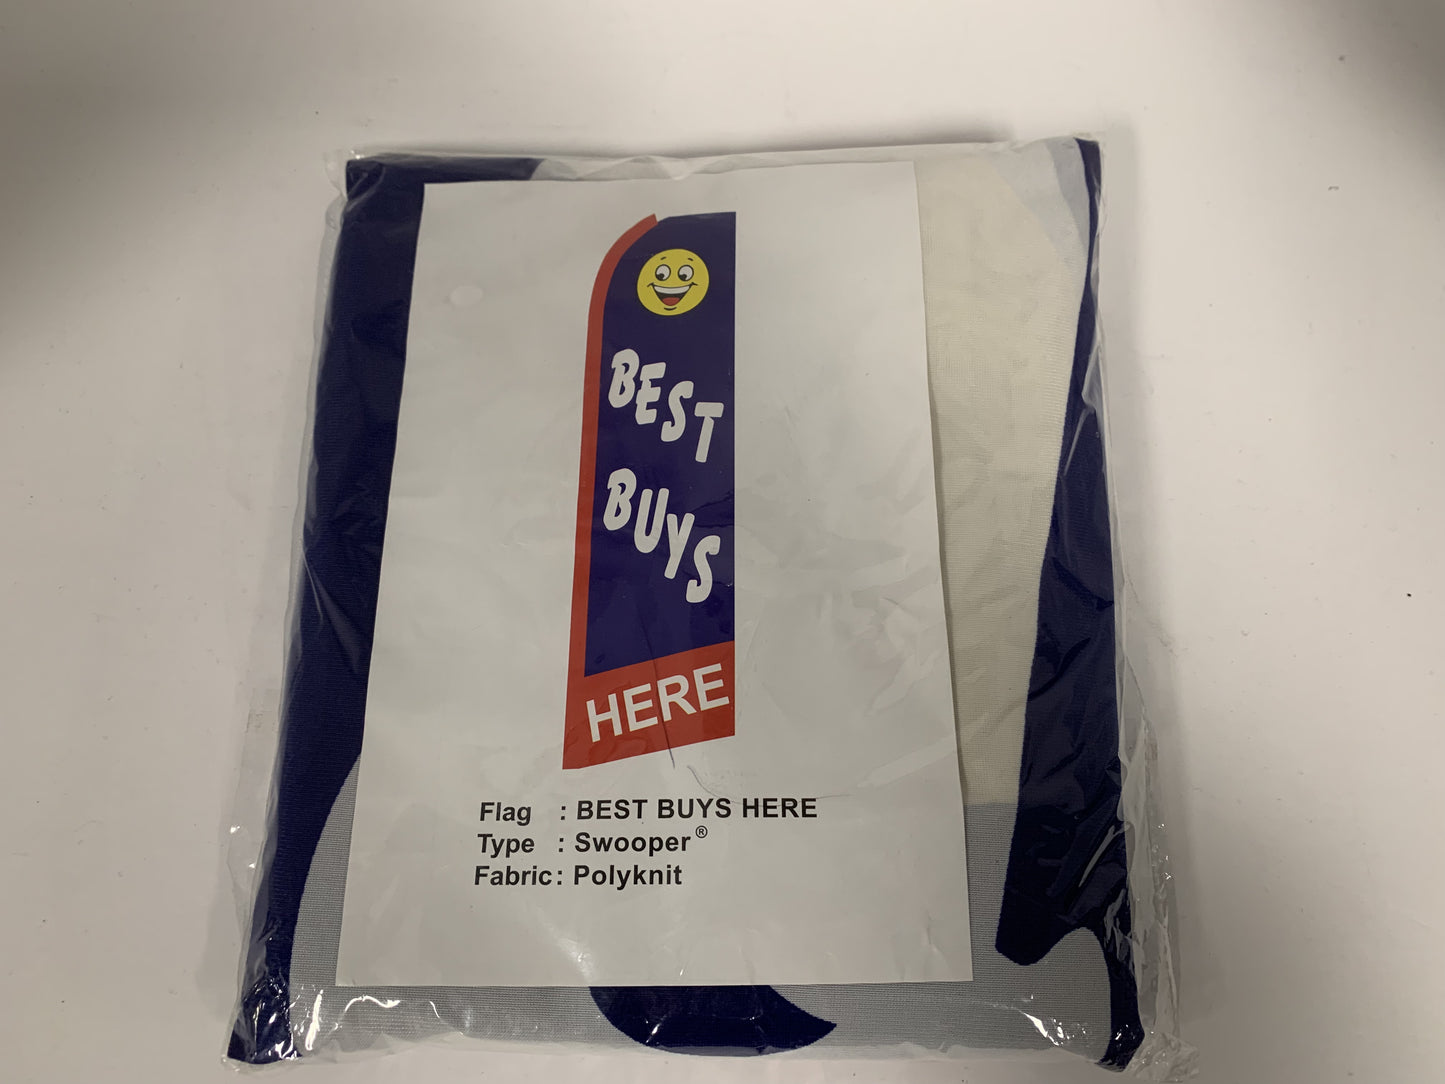 BEST
BUYS
HERE
Flag : BEST BUYS HERE
Type : Swooper®
Fabric: Polyknit